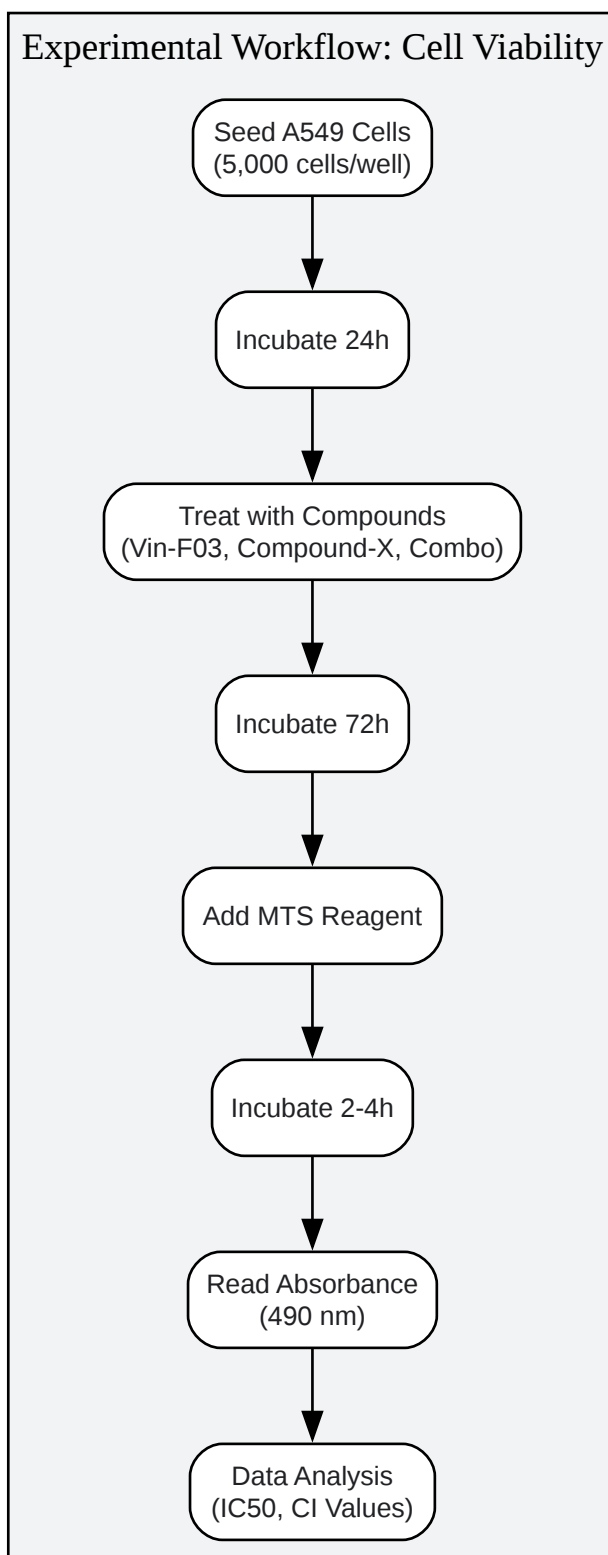 Experimental Workflow: Cell Viability
Seed A549 Cells
(5,000 cells/well)
Incubate 24h
Treat with Compounds
(Vin-F03, Compound-X, Combo)
Incubate 72h
Add MTS Reagent
Incubate 2-4h
Read Absorbance
(490 nm)
Data Analysis
(IC50, CI Values)